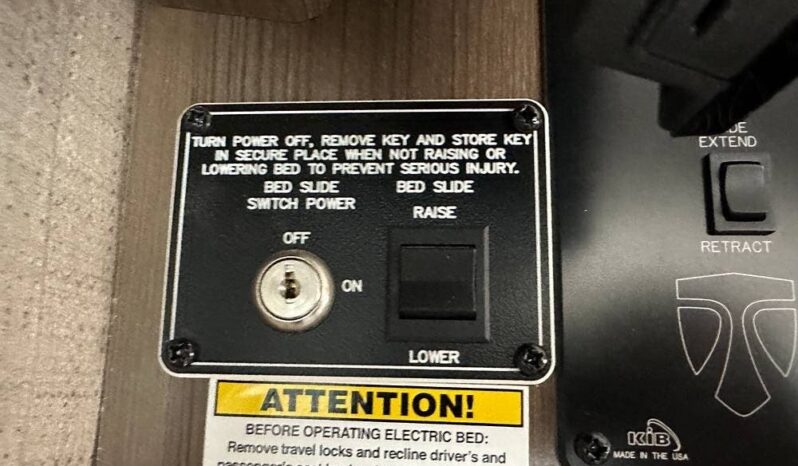 TURN POWER OFF, REMOVE KEY AND STORE KEY
IN SECURE PLACE WHEN NOT RAISING OR
LOWERING BED TO PREVENT SERIOUS INJURY.
BED SLIDE
SWITCH POWER
BED SLIDE
OFF
ON
RAISE
LOWER
EXTEND
RETRACT
KiB
MADE IN THE USA
ATTENTION!
BEFORE OPERATING ELECTRIC BED:
Remove travel locks and recline driver's and